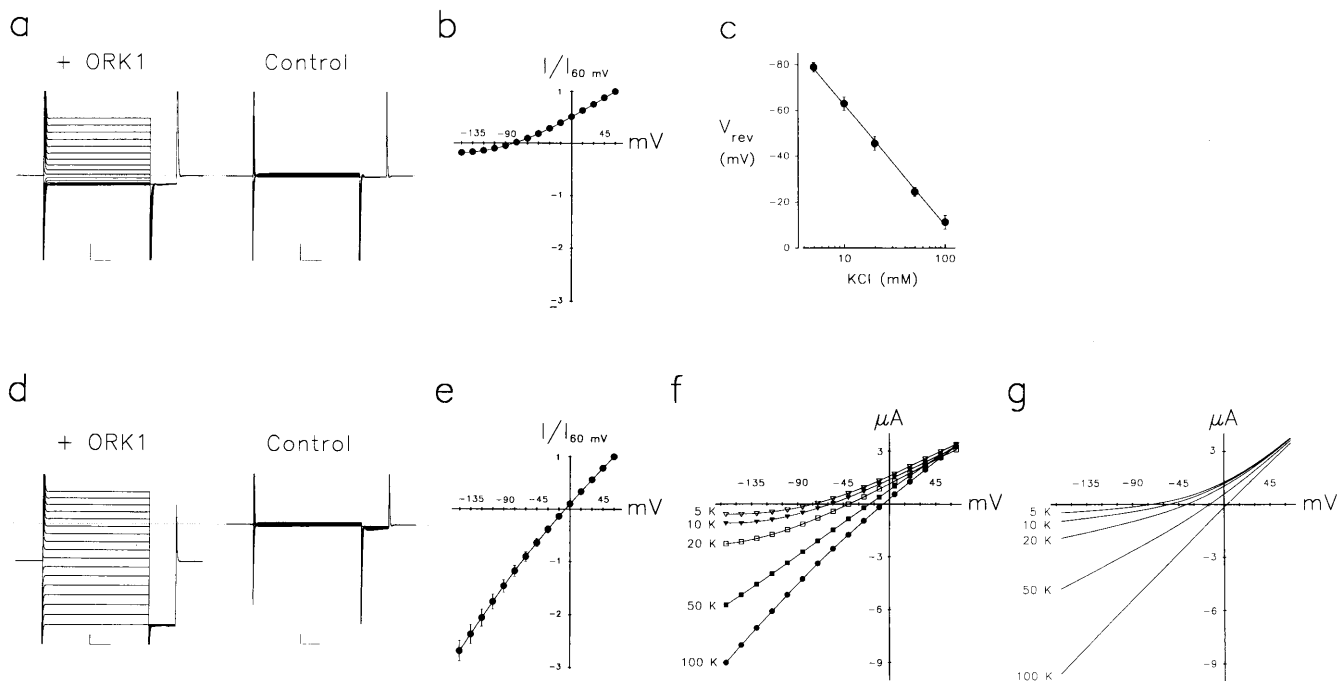 a
+ ORK1
Control
b
I/I60 mV
1
-135
-90
45
mV
-1
-2
-3
c
-80
-60
Vrev
(mV)
-40
-20
0
10
100
KCl (mM)
d
+ ORK1
Control
e
I/I60 mV
1
-135
-90
-45
45
mV
-1
-2
-3
f
μA
3
-135
-90
-45
45
mV
5 K
10 K
20 K
-3
50 K
-6
100 K
-9
g
μA
3
-135
-90
-45
45
mV
5 K
10 K
20 K
-3
50 K
-6
100 K
-9